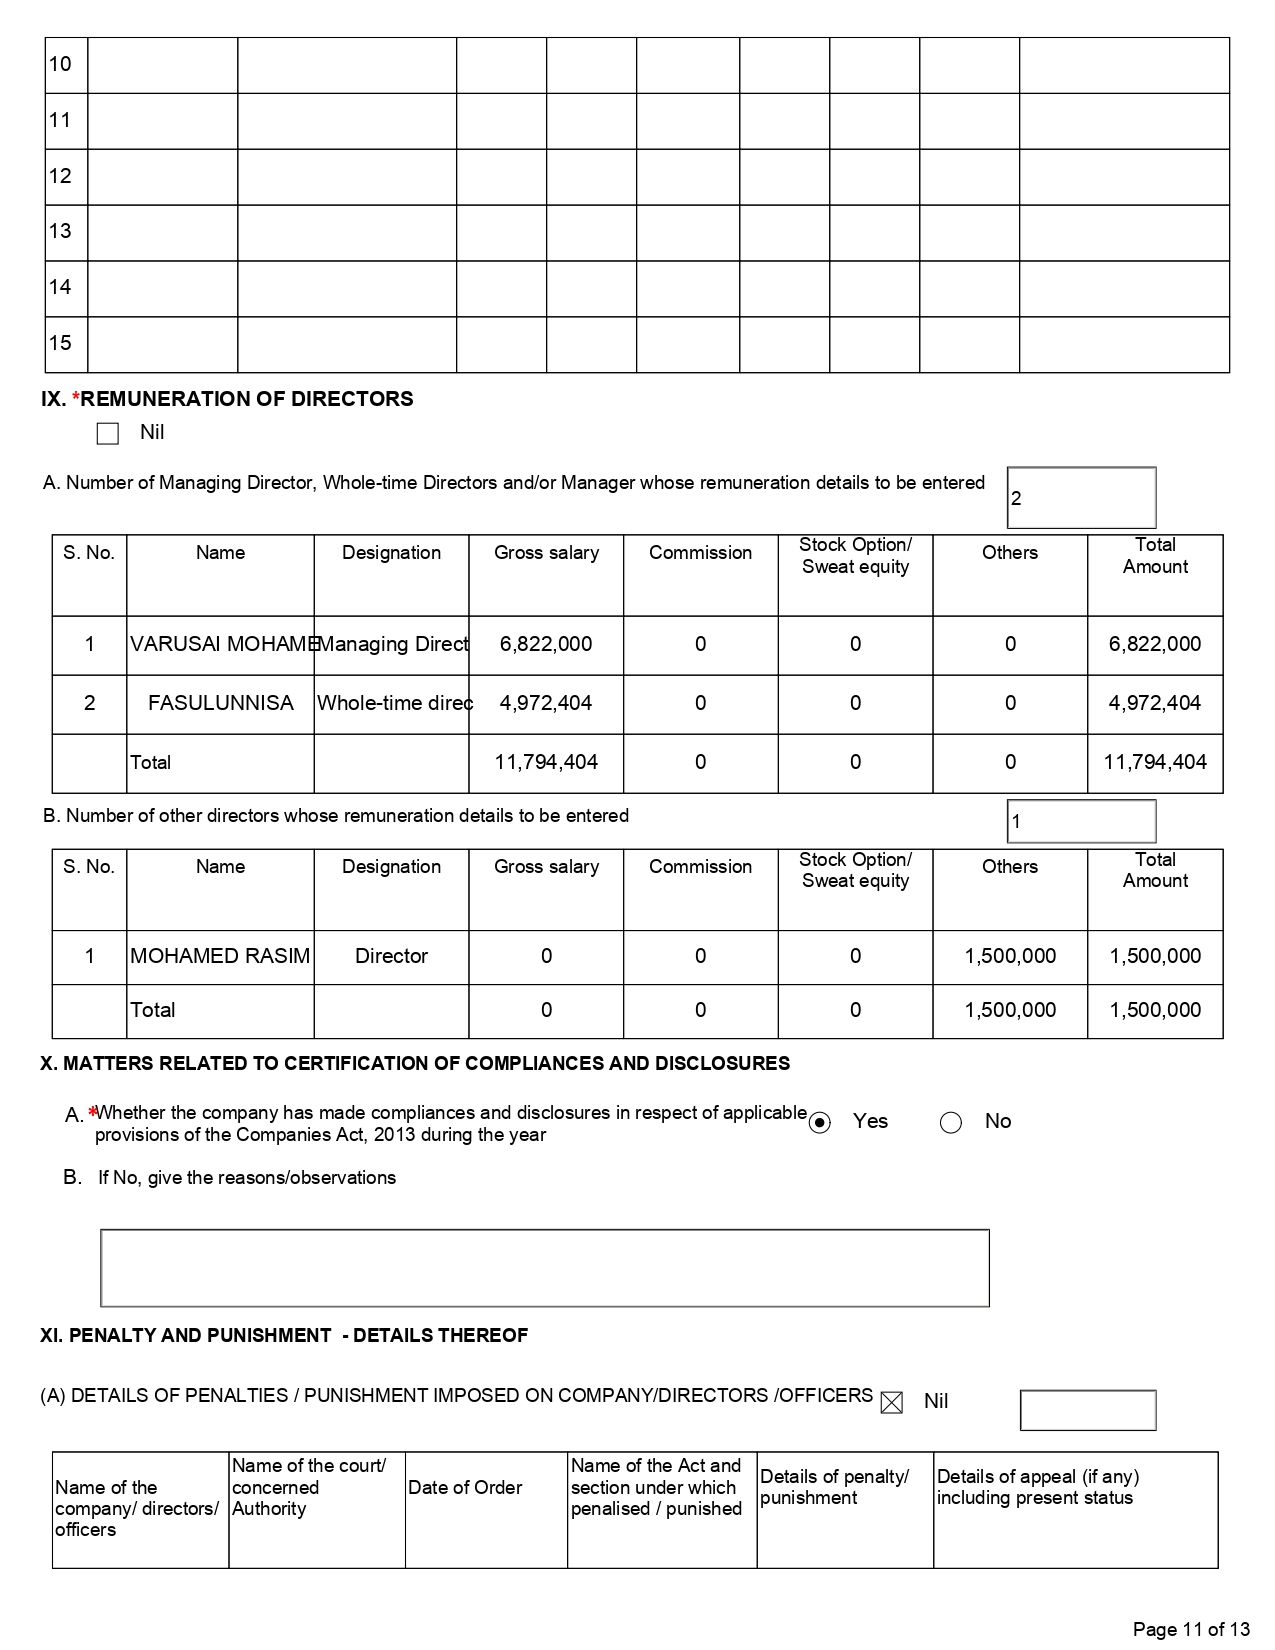 10
11
12
13
14
15
IX. *REMUNERATION OF DIRECTORS
Nil
A. Number of Managing Director, Whole-time Directors and/or Manager whose remuneration details to be entered 2
S. No. Name Designation Gross salary Commission Stock Option/ Sweat equity Others Total Amount
1 VARUSAI MOHAME Managing Direct 6,822,000 0 0 0 6,822,000
2 FASULUNNISA Whole-time direc 4,972,404 0 0 0 4,972,404
Total 11,794,404 0 0 0 11,794,404
B. Number of other directors whose remuneration details to be entered 1
S. No. Name Designation Gross salary Commission Stock Option/ Sweat equity Others Total Amount
1 MOHAMED RASIM Director 0 0 0 1,500,000 1,500,000
Total 0 0 0 1,500,000 1,500,000
X. MATTERS RELATED TO CERTIFICATION OF COMPLIANCES AND DISCLOSURES
A. *Whether the company has made compliances and disclosures in respect of applicable Yes No
provisions of the Companies Act, 2013 during the year
B. If No, give the reasons/observations
XI. PENALTY AND PUNISHMENT - DETAILS THEREOF
(A) DETAILS OF PENALTIES / PUNISHMENT IMPOSED ON COMPANY/DIRECTORS /OFFICERS Nil
Name of the company/ directors/ officers
Name of the court/ concerned Authority
Date of Order
Name of the Act and section under which penalised / punished
Details of penalty/ punishment
Details of appeal (if any) including present status
Page 11 of 13